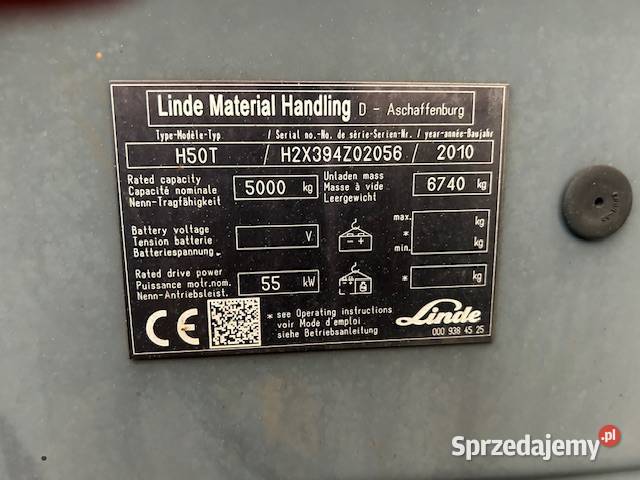 Linde Material Handling D - Aschaffenburg
Type-Modèle-Typ / Serial no.-No. de série-Serien-Nr. / year-année-Baujahr
H50T / H2X394Z02056 / 2010
Rated capacity
Capacité nominale
Nenn-Tragfähigkeit
5000 kg
Unladen mass
Masse à vide
Leergewicht
6740 kg
Battery voltage
Tension batterie
Batteriespannung
V
- +
max.
*
min.
kg
kg
Rated drive power
Puissance motr.nom.
Nenn-Antriebsleist.
55 kW
* kg
CE
* see Operating instructions
voir Mode d'emploi
siehe Betriebsanleitung
Linde
000 938 45 25
Sprzedajemy.pl